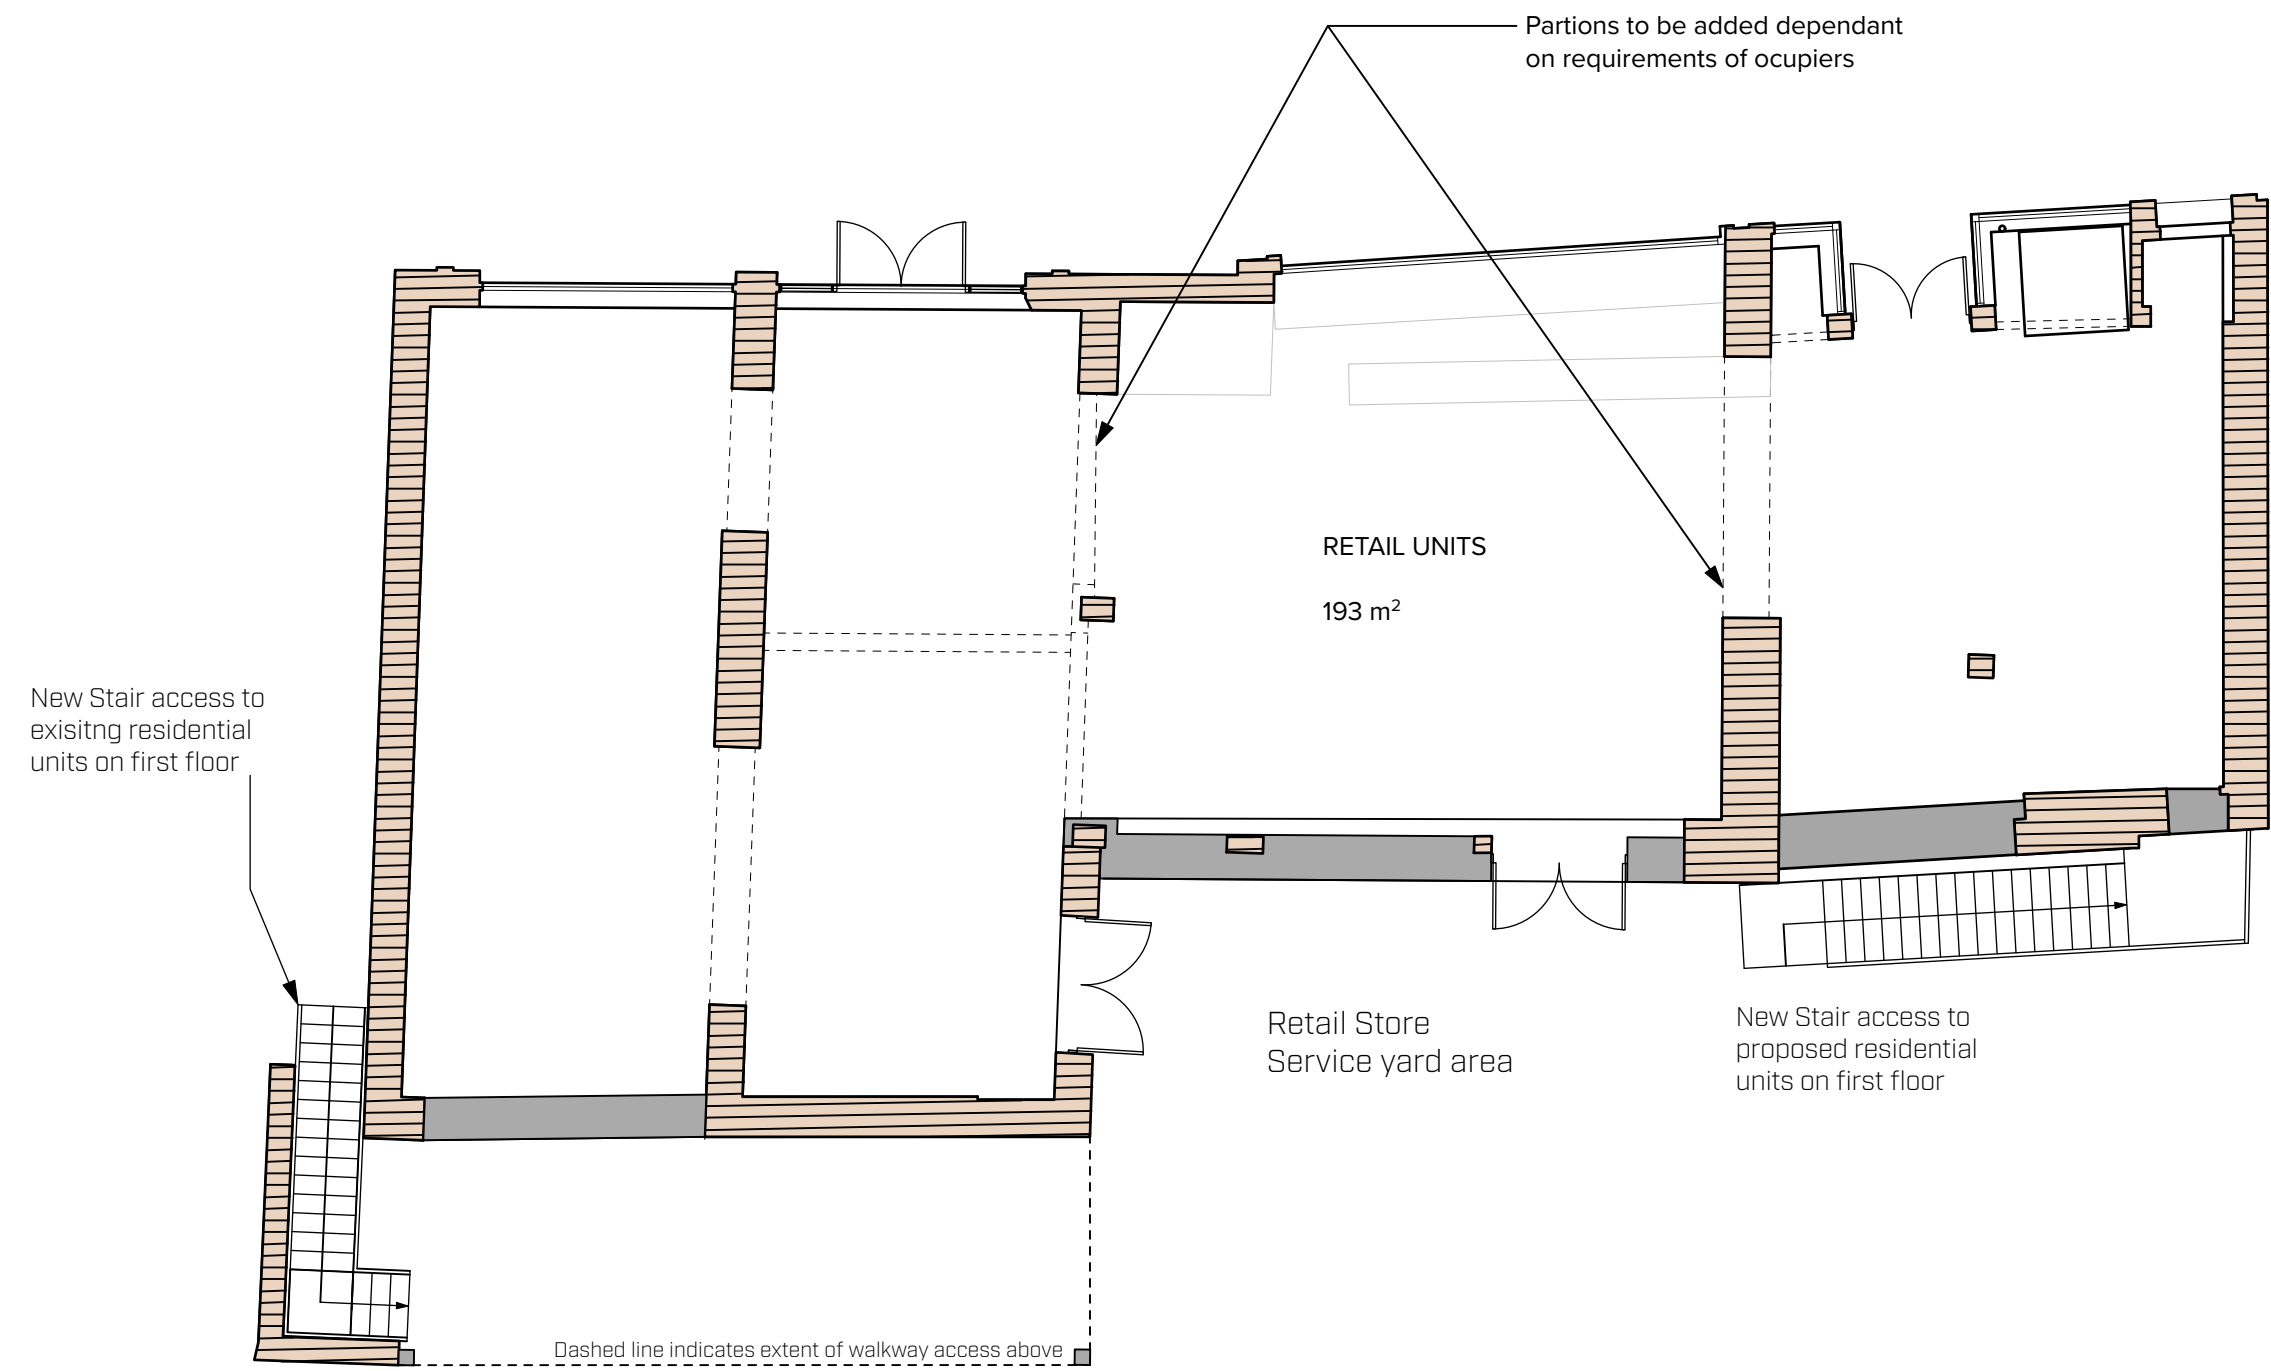 Partions to be added dependant
on requirements of ocupiers
RETAIL UNITS
193 m²
New Stair access to
exisitng residential
units on first floor
Retail Store
Service yard area
New Stair access to
proposed residential
units on first floor
Dashed line indicates extent of walkway access above